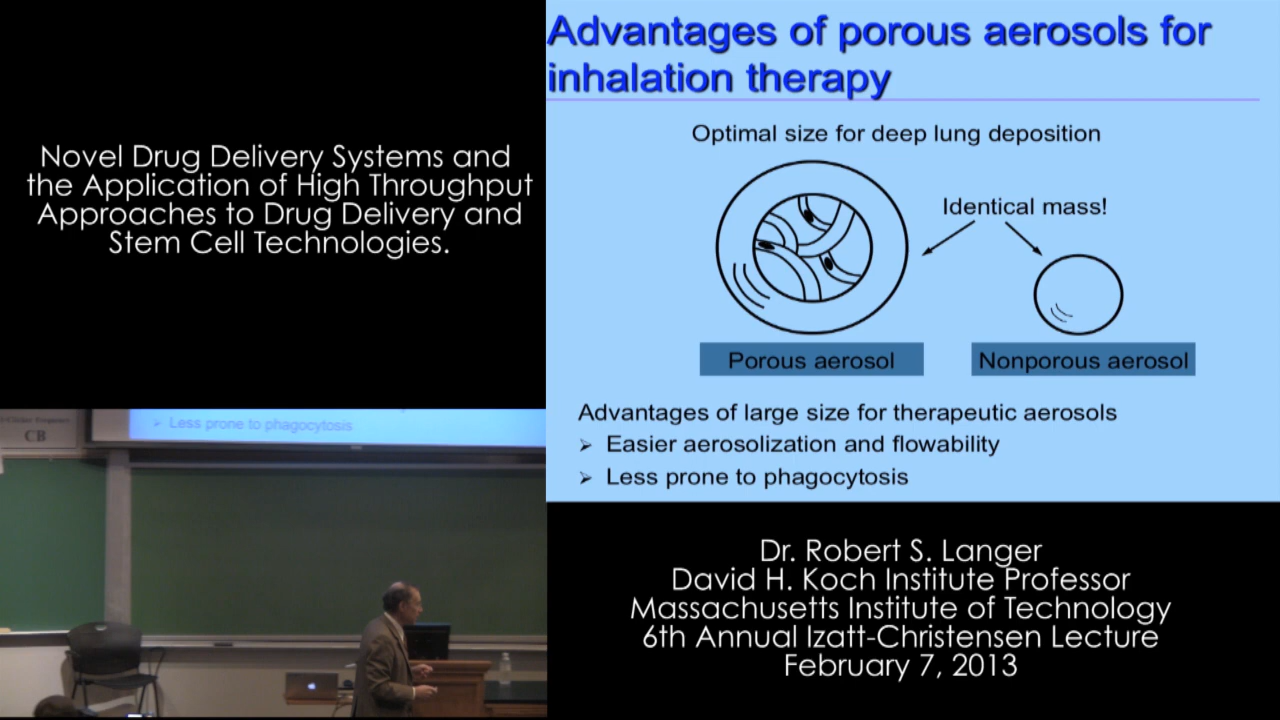 Novel Drug Delivery Systems and
the Application of High Throughput
Approaches to Drug Delivery and
Stem Cell Technologies.
Advantages of porous aerosols for
inhalation therapy
Optimal size for deep lung deposition
Identical mass!
Porous aerosol
Nonporous aerosol
Advantages of large size for therapeutic aerosols
➢ Easier aerosolization and flowability
➢ Less prone to phagocytosis
➢ Less prone to phagocytosis
CB
Dr. Robert S. Langer
David H. Koch Institute Professor
Massachusetts Institute of Technology
6th Annual Izatt-Christensen Lecture
February 7, 2013